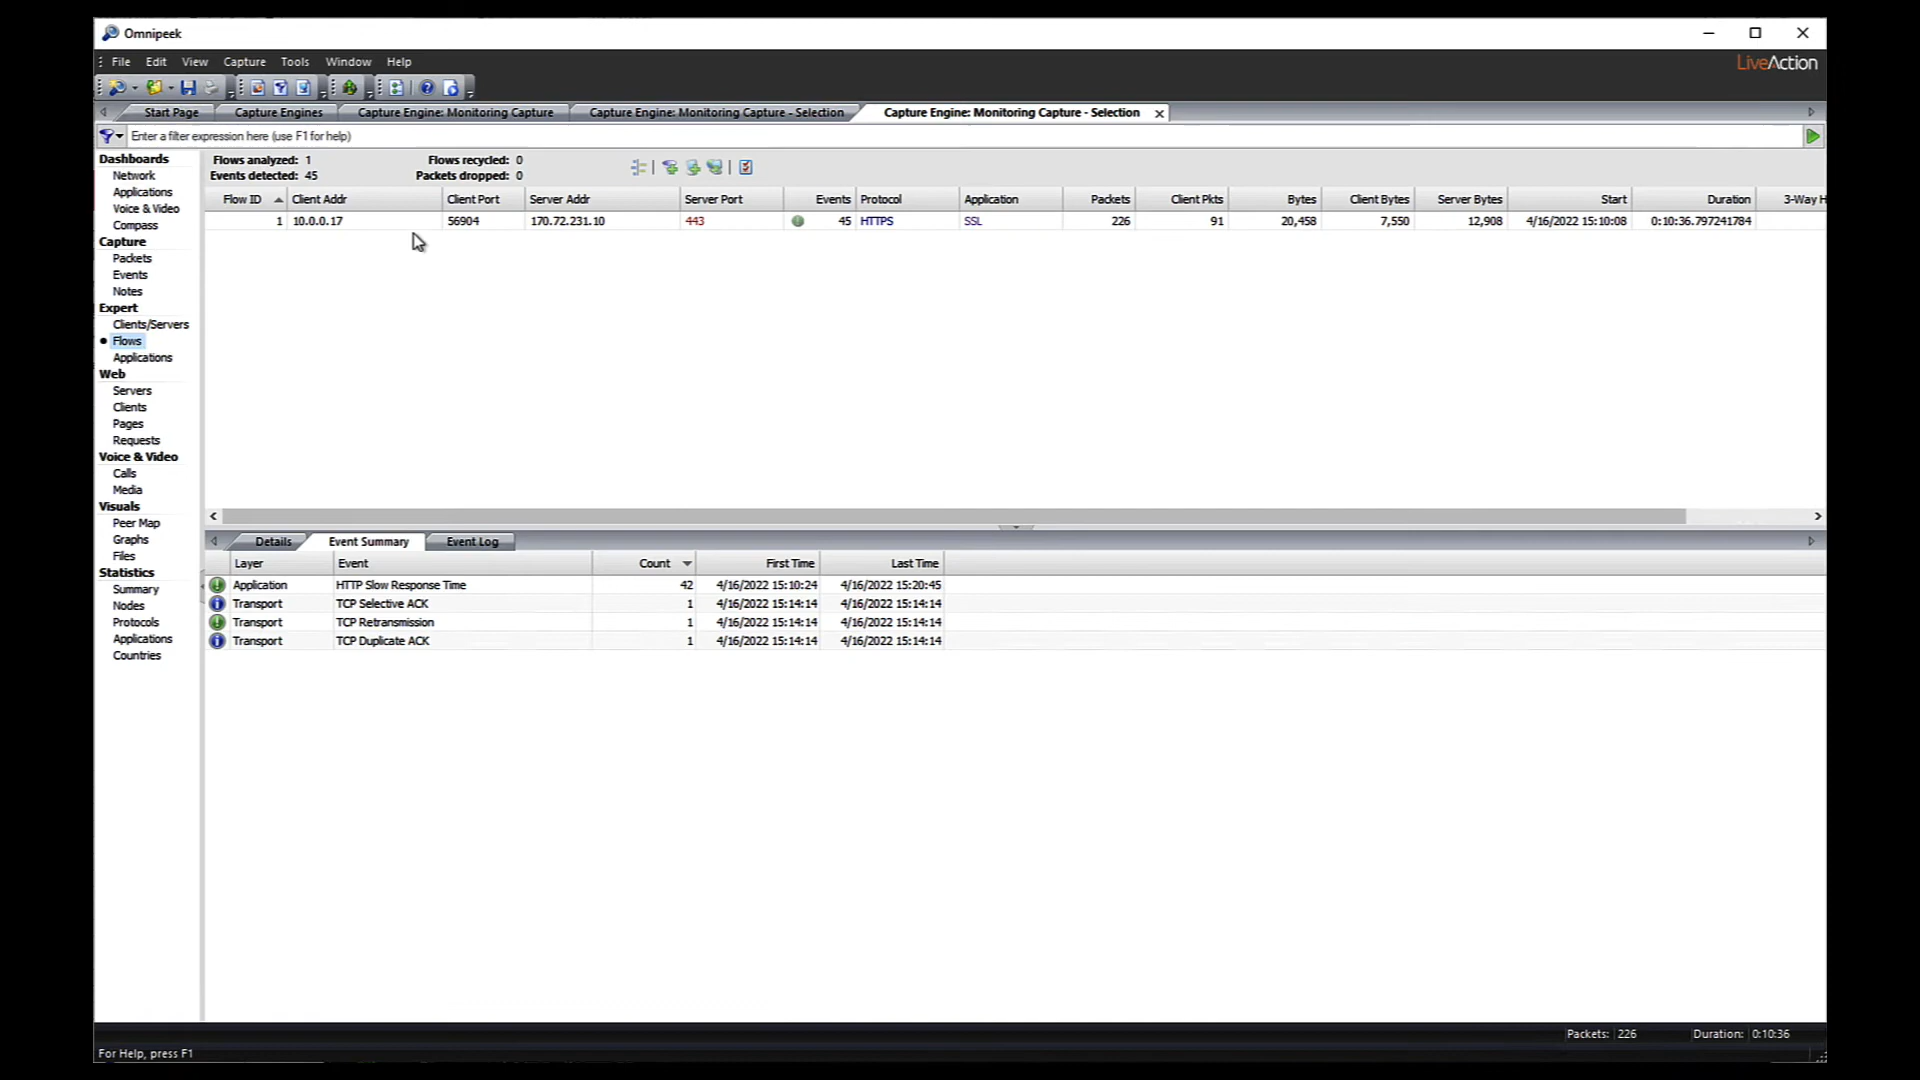 Omnipeek
File Edit View Capture Tools Window Help
LiveAction
Start Page Capture Engines Capture Engine: Monitoring Capture Capture Engine: Monitoring Capture - Selection Capture Engine: Monitoring Capture - Selection
Enter a filter expression here (use F1 for help)
Dashboards
Network
Applications
Voice & Video
Compass
Capture
Packets
Events
Notes
Expert
Clients/Servers
Flows
Applications
Web
Servers
Clients
Pages
Requests
Voice & Video
Calls
Media
Visuals
Peer Map
Graphs
Files
Statistics
Summary
Nodes
Protocols
Applications
Countries
Flows analyzed: 1 Flows recycled: 0
Events detected: 45 Packets dropped: 0
Flow ID Client Addr Client Port Server Addr Server Port Events Protocol Application Packets Client Pkts Bytes Client Bytes Server Bytes Start Duration 3-Way H
1 10.0.0.17 56904 170.72.231.10 443 45 HTTPS SSL 226 91 20,458 7,550 12,908 4/16/2022 15:10:08 0:10:36.797241784
Details Event Summary Event Log
Layer Event Count First Time Last Time
Application HTTP Slow Response Time 42 4/16/2022 15:10:24 4/16/2022 15:20:45
Transport TCP Selective ACK 1 4/16/2022 15:14:14 4/16/2022 15:14:14
Transport TCP Retransmission 1 4/16/2022 15:14:14 4/16/2022 15:14:14
Transport TCP Duplicate ACK 1 4/16/2022 15:14:14 4/16/2022 15:14:14
Packets: 226 Duration: 0:10:36
For Help, press F1